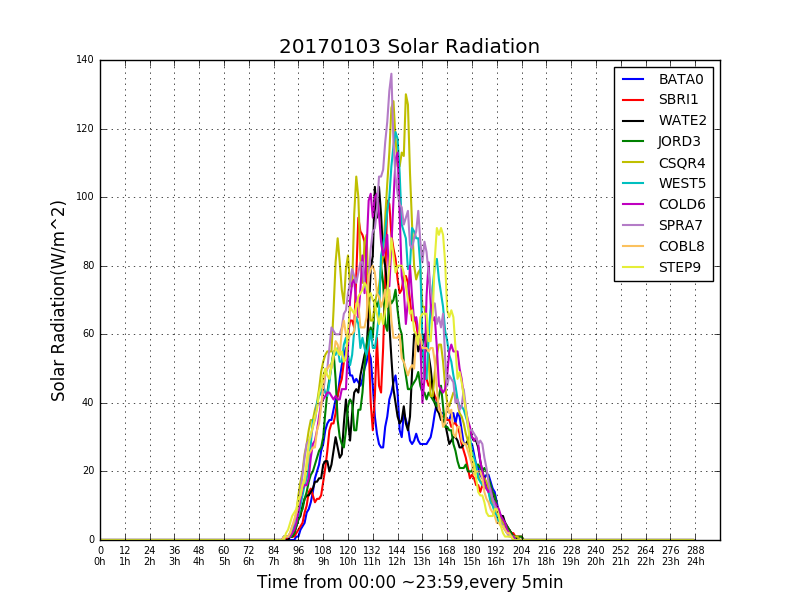 20170103 Solar Radiation
140
120
100
80
60
40
20
0
Solar Radiation(W/m^2)
BATA0
SBRI1
WATE2
JORD3
CSQR4
WEST5
COLD6
SPRA7
COBL8
STEP9
0 12 24 36 48 60 72 84 96 108 120 132 144 156 168 180 192 204 216 228 240 252 264 276 288
0h 1h 2h 3h 4h 5h 6h 7h 8h 9h 10h 11h 12h 13h 14h 15h 16h 17h 18h 19h 20h 21h 22h 23h 24h
Time from 00:00 ~23:59,every 5min